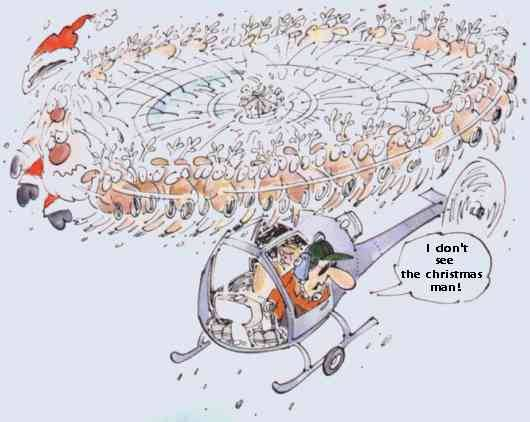 I don't
see
the christmas
man!